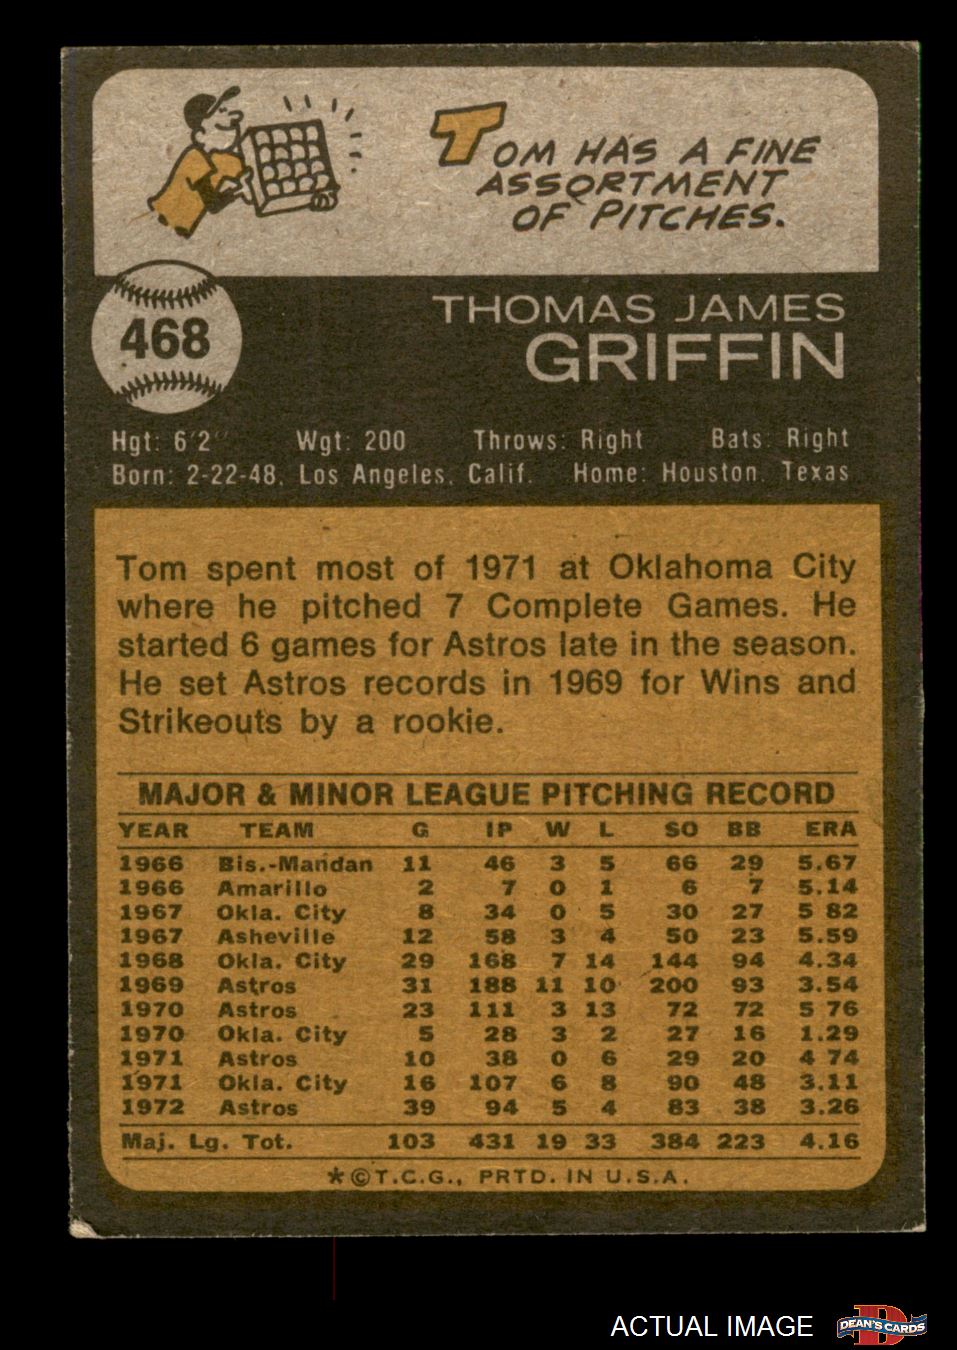 TOM HAS A FINE
ASSORTMENT
OF PITCHES.
468
THOMAS JAMES
GRIFFIN
Hgt: 6'2" Wgt: 200 Throws: Right Bats: Right
Born: 2-22-48, Los Angeles, Calif. Home: Houston, Texas
Tom spent most of 1971 at Oklahoma City
where he pitched 7 Complete Games. He
started 6 games for Astros late in the season.
He set Astros records in 1969 for Wins and
Strikeouts by a rookie.
MAJOR & MINOR LEAGUE PITCHING RECORD
YEAR TEAM G IP W L SO BB ERA
1966 Bis.-Mandan 11 46 3 5 66 29 5.67
1966 Amarillo 2 7 0 1 6 7 5.14
1967 Okla. City 8 34 0 5 30 27 5 82
1967 Asheville 12 58 3 4 50 23 5.59
1968 Okla. City 29 168 7 14 144 94 4.34
1969 Astros 31 188 11 10 200 93 3.54
1970 Astros 23 111 3 13 72 72 5 76
1970 Okla. City 5 28 3 2 27 16 1.29
1971 Astros 10 38 0 6 29 20 4 74
1971 Okla. City 16 107 6 8 90 48 3.11
1972 Astros 39 94 5 4 83 38 3.26
Maj. Lg. Tot. 103 431 19 33 384 223 4.16
*©T.C.G., PRTD. IN U.S.A.
ACTUAL IMAGE
D
DEAN'S CARDS